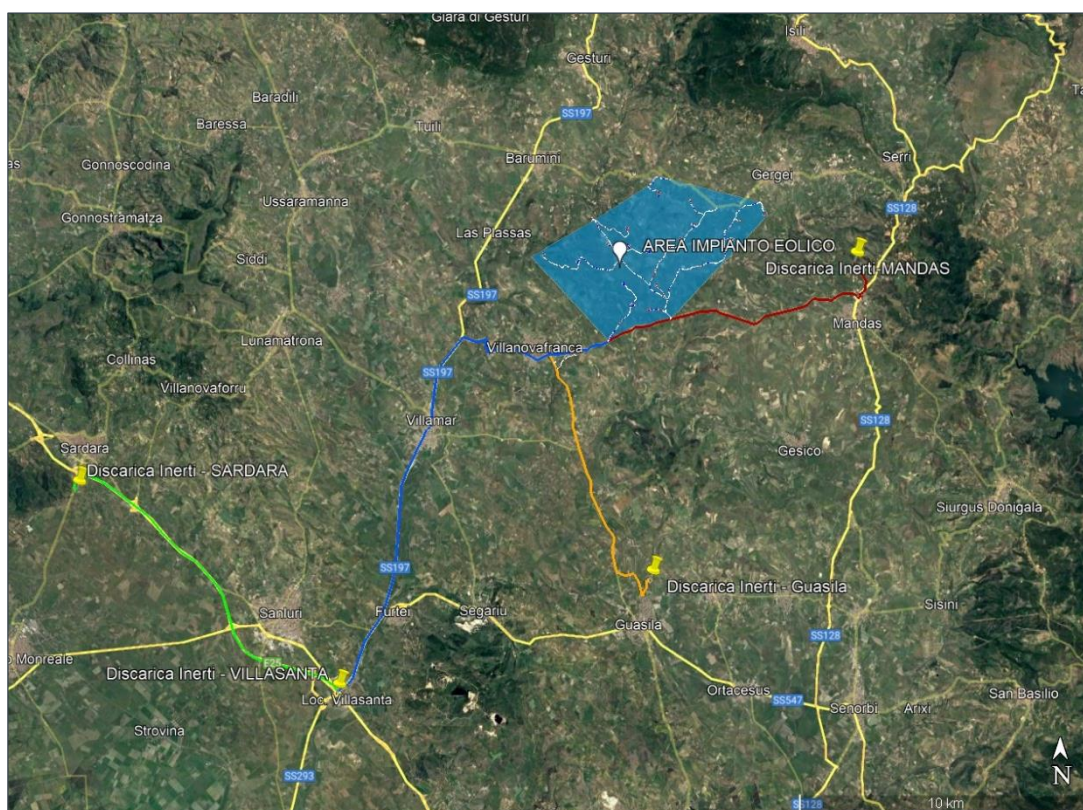 Giara di Gesturi
Isili
Gesturi
Baradili
SS197
Baressa
Tuili
Barumini
Serri
Gonnoscodina
Gergei
Ussaramanna
SS128
Gonnostramatza
Las Plassas
AREA IMPIANTO EOLICO
Siddi
Discarica Inerti-MANDAS
SS197
Mandas
Lunamatrona
Villanovafranca
Collinas
SS197
Villanovaforru
Villamar
SS128
Sardara
Gesico
Discarica Inerti - SARDARA
Siurgus Donigala
SS197
Discarica Inerti - Guasila
Sanluri
Furtei
Segariu
Sisini
Guasila
SS128
o Monreale
E25
Discarica Inerti - VILLASANTA
Loc. Villasanta
Ortacesus
San Basilio
SS547
Senorbì
Arixi
Strovina
SS293
N
SS128
10 km